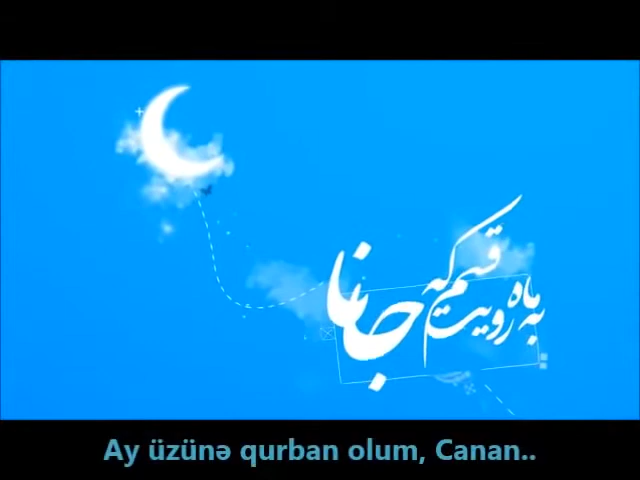 به ماه رویت قسم که جانا
Ay üzünə qurban olum, Canan..